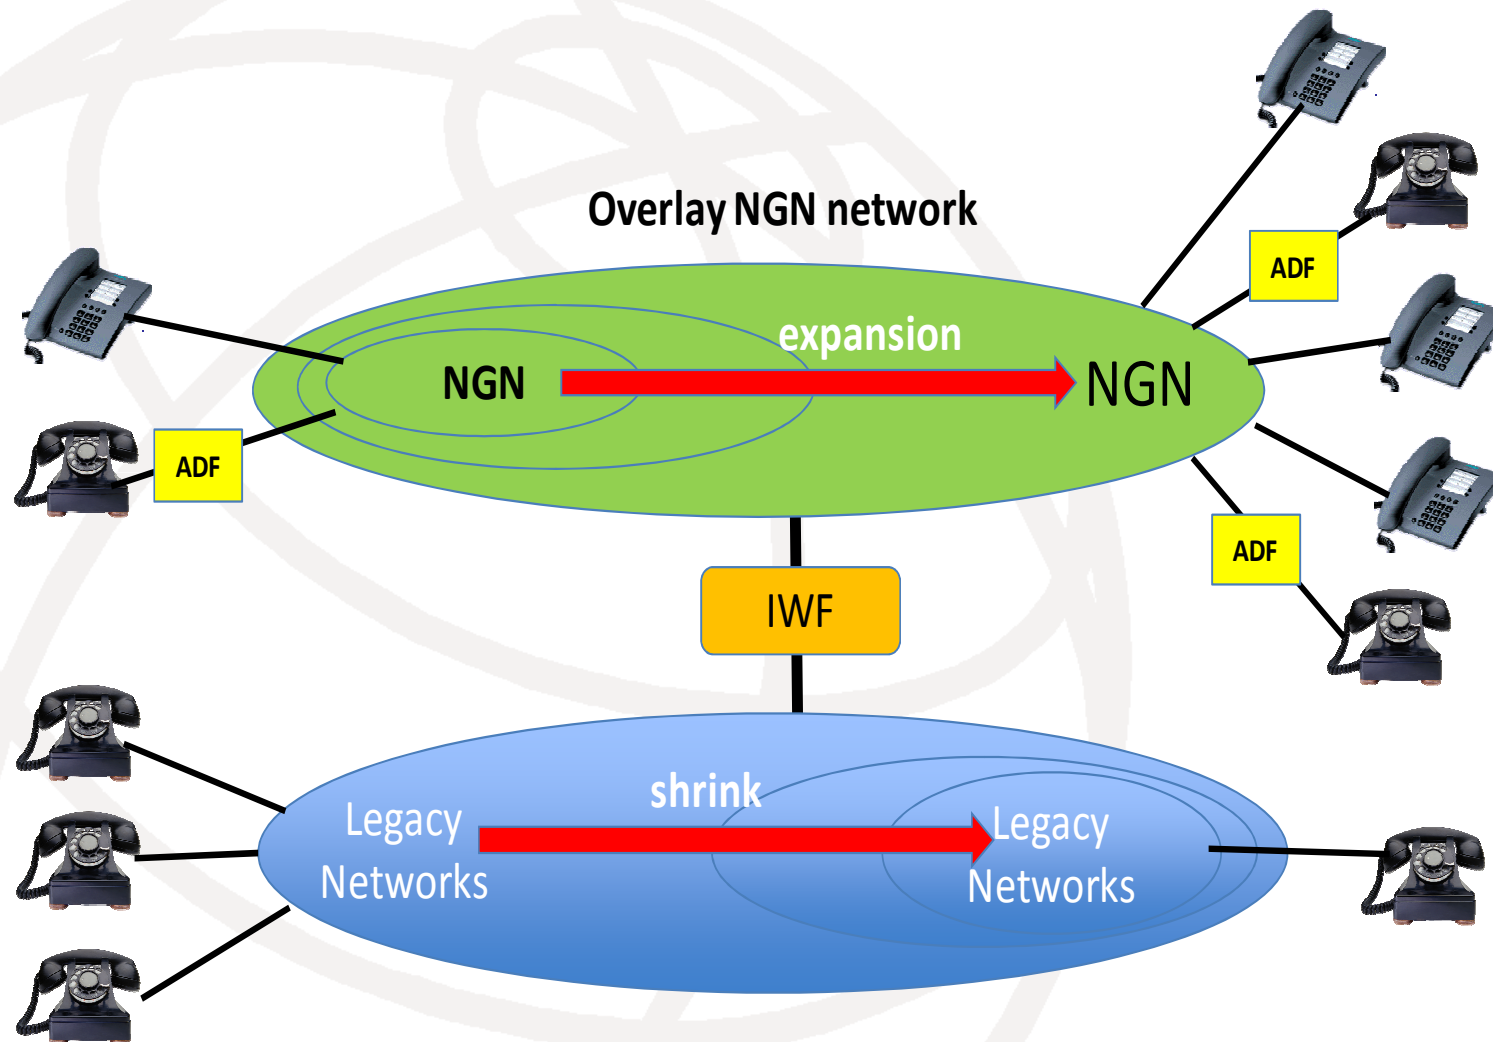 Overlay NGN network
ADF
expansion
NGN
NGN
ADF
ADF
IWF
shrink
Legacy
Networks
Legacy
Networks